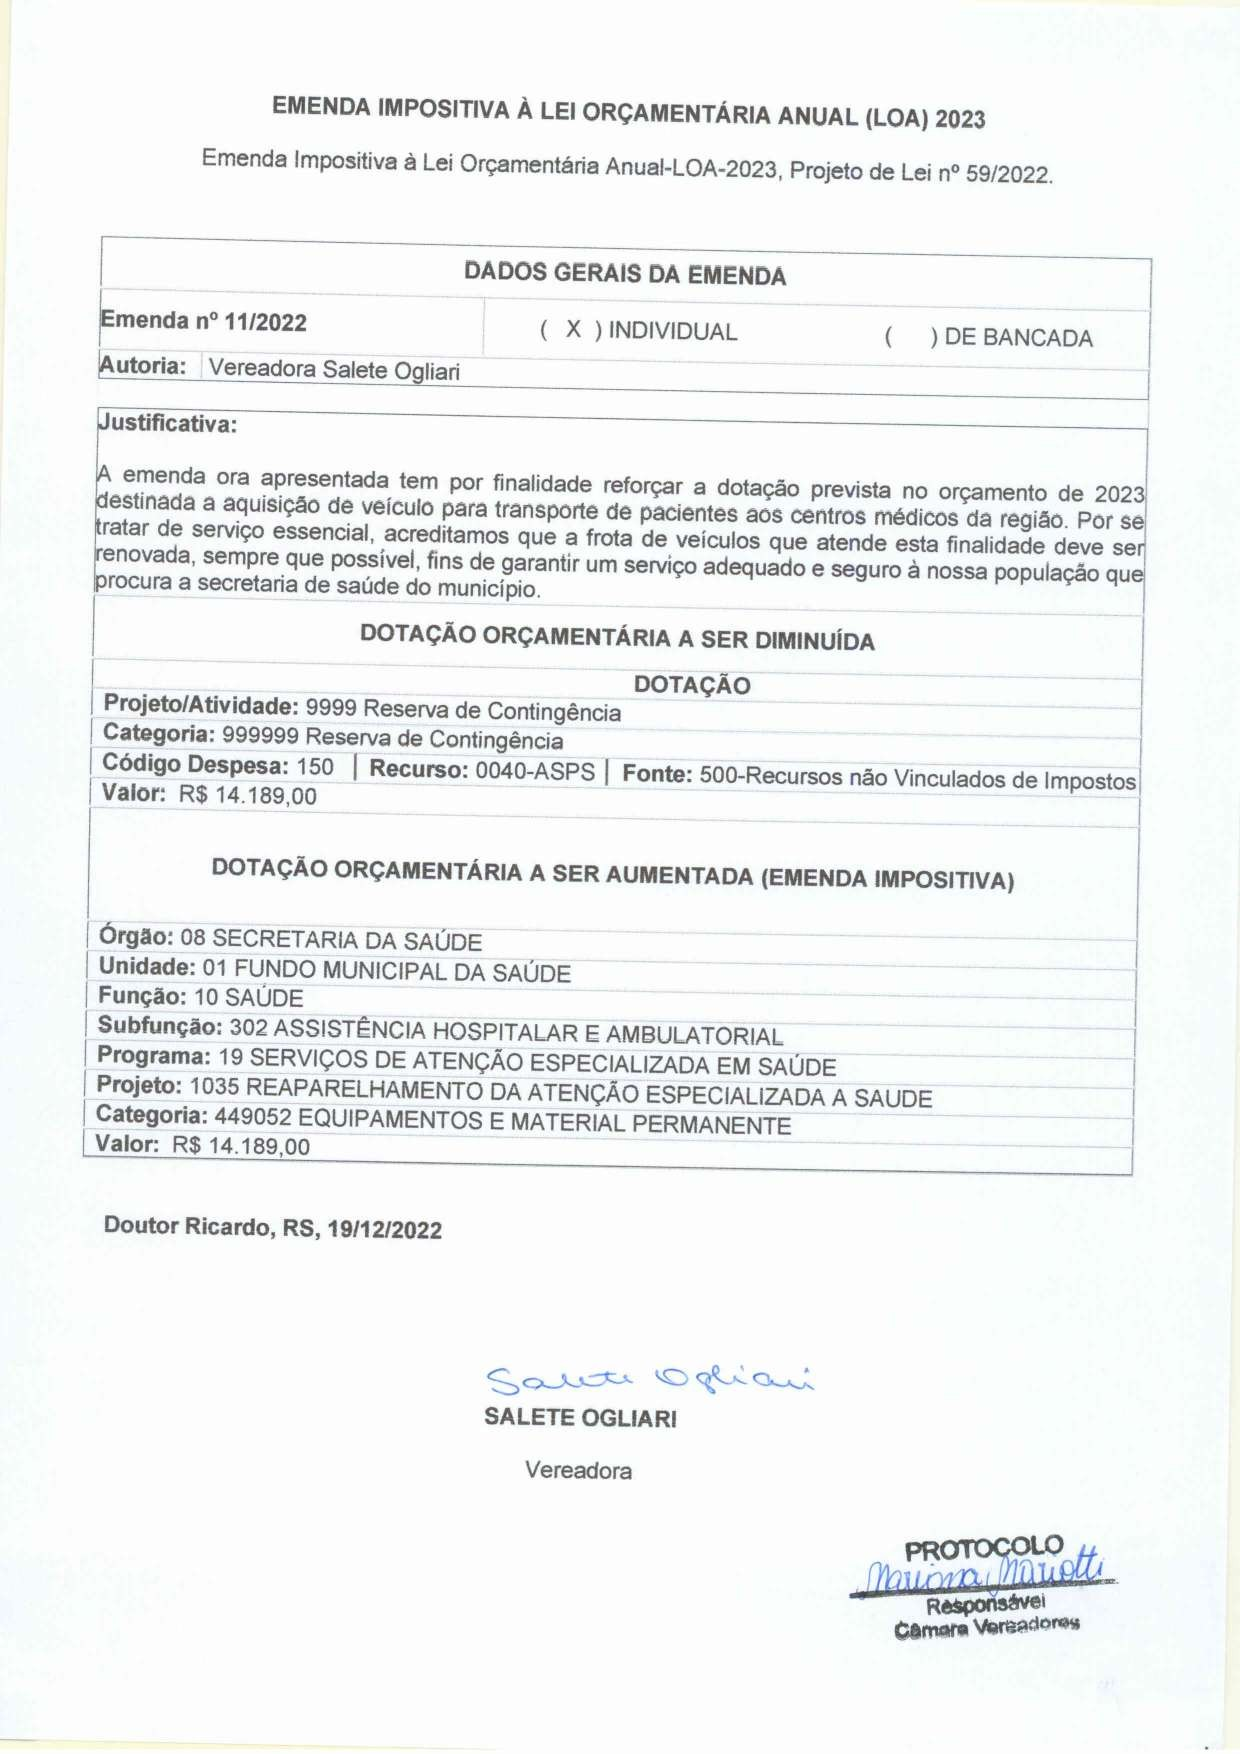 EMENDA IMPOSITIVA À LEI ORÇAMENTÁRIA ANUAL (LOA) 2023
Emenda Impositiva à Lei Orçamentária Anual-LOA-2023, Projeto de Lei nº 59/2022.
DADOS GERAIS DA EMENDA
Emenda nº 11/2022 ( X ) INDIVIDUAL ( ) DE BANCADA
Autoria: Vereadora Salete Ogliari
Justificativa:
A emenda ora apresentada tem por finalidade reforçar a dotação prevista no orçamento de 2023
destinada a aquisição de veículo para transporte de pacientes aos centros médicos da região. Por se
tratar de serviço essencial, acreditamos que a frota de veículos que atende esta finalidade deve ser
renovada, sempre que possível, fins de garantir um serviço adequado e seguro à nossa população que
procura a secretaria de saúde do município.
DOTAÇÃO ORÇAMENTÁRIA A SER DIMINUÍDA
DOTAÇÃO
Projeto/Atividade: 9999 Reserva de Contingência
Categoria: 999999 Reserva de Contingência
Código Despesa: 150 | Recurso: 0040-ASPS | Fonte: 500-Recursos não Vinculados de Impostos
Valor: R$ 14.189,00
DOTAÇÃO ORÇAMENTÁRIA A SER AUMENTADA (EMENDA IMPOSITIVA)
Órgão: 08 SECRETARIA DA SAÚDE
Unidade: 01 FUNDO MUNICIPAL DA SAÚDE
Função: 10 SAÚDE
Subfunção: 302 ASSISTÊNCIA HOSPITALAR E AMBULATORIAL
Programa: 19 SERVIÇOS DE ATENÇÃO ESPECIALIZADA EM SAÚDE
Projeto: 1035 REAPARELHAMENTO DA ATENÇÃO ESPECIALIZADA A SAUDE
Categoria: 449052 EQUIPAMENTOS E MATERIAL PERMANENTE
Valor: R$ 14.189,00
Doutor Ricardo, RS, 19/12/2022
Salete Ogliari
SALETE OGLIARI
Vereadora
PROTOCOLO
Mariana Mariotti
Responsável
Câmara Vereadores